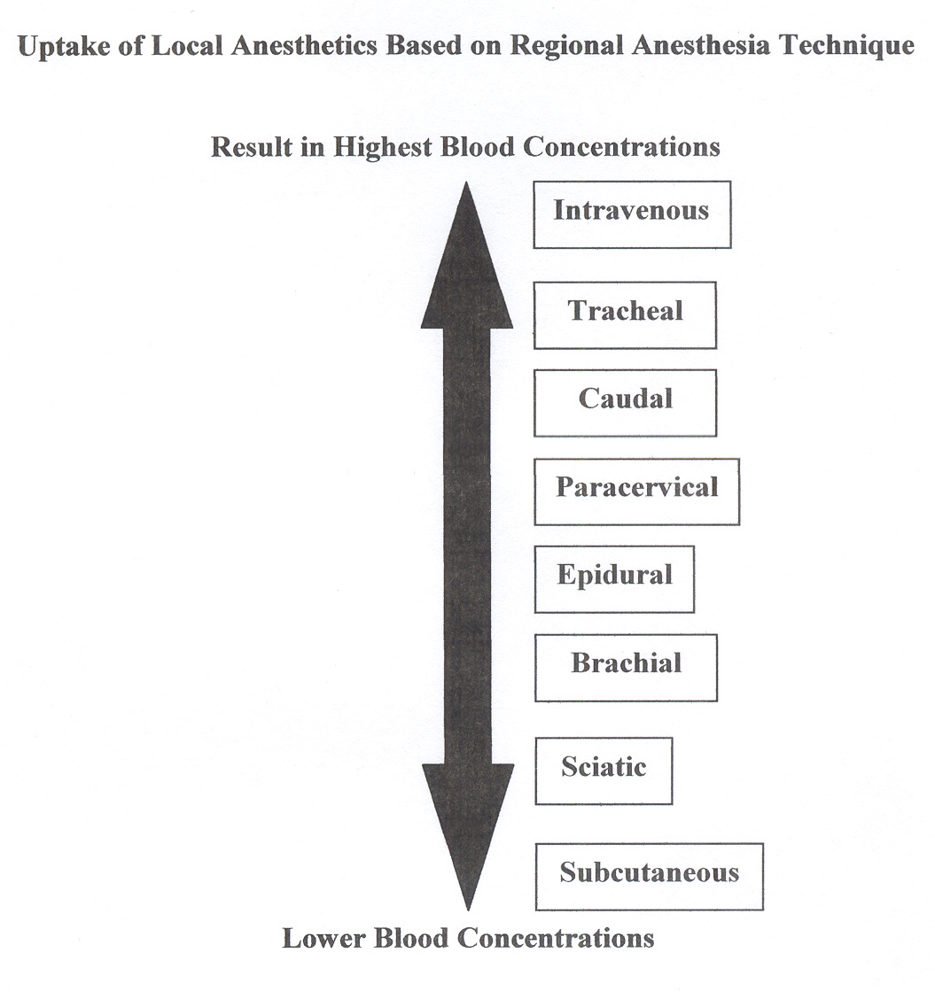 Uptake of Local Anesthetics Based on Regional Anesthesia Technique
Result in Highest Blood Concentrations
Intravenous
Tracheal
Caudal
Paracervical
Epidural
Brachial
Sciatic
Subcutaneous
Lower Blood Concentrations